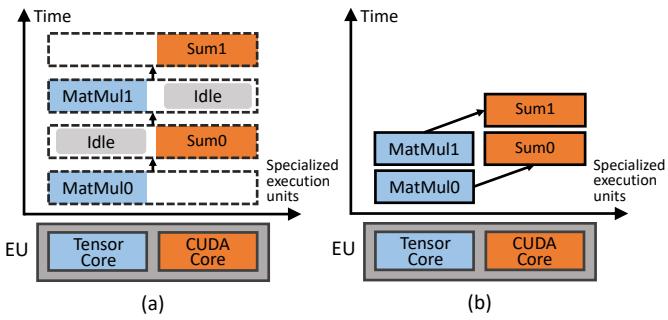 Time
Sum1
MatMul1
Idle
Idle
Sum0
MatMul0
Specialized
execution
units
EU
Tensor
Core
CUDA
Core
(a)
Time
Sum1
MatMul1
Sum0
MatMul0
Specialized
execution
units
EU
Tensor
Core
CUDA
Core
(b)